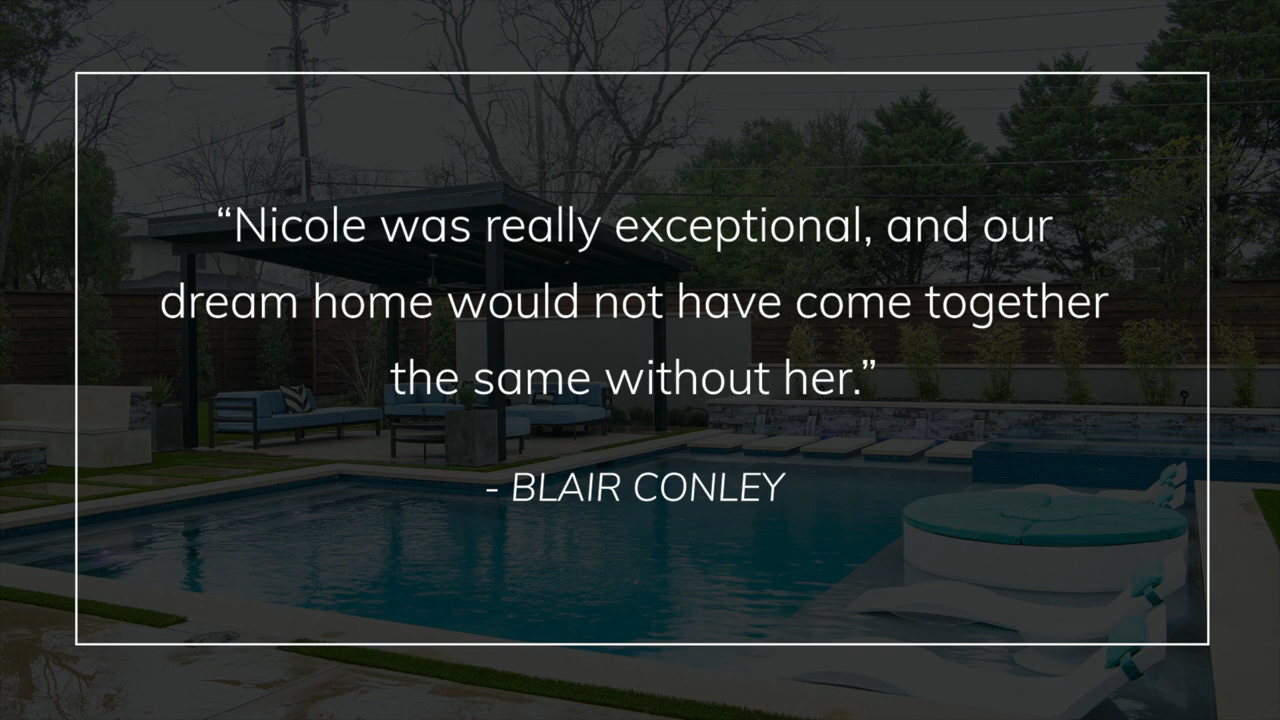 “Nicole was really exceptional, and our
dream home would not have come together
the same without her.”
- BLAIR CONLEY